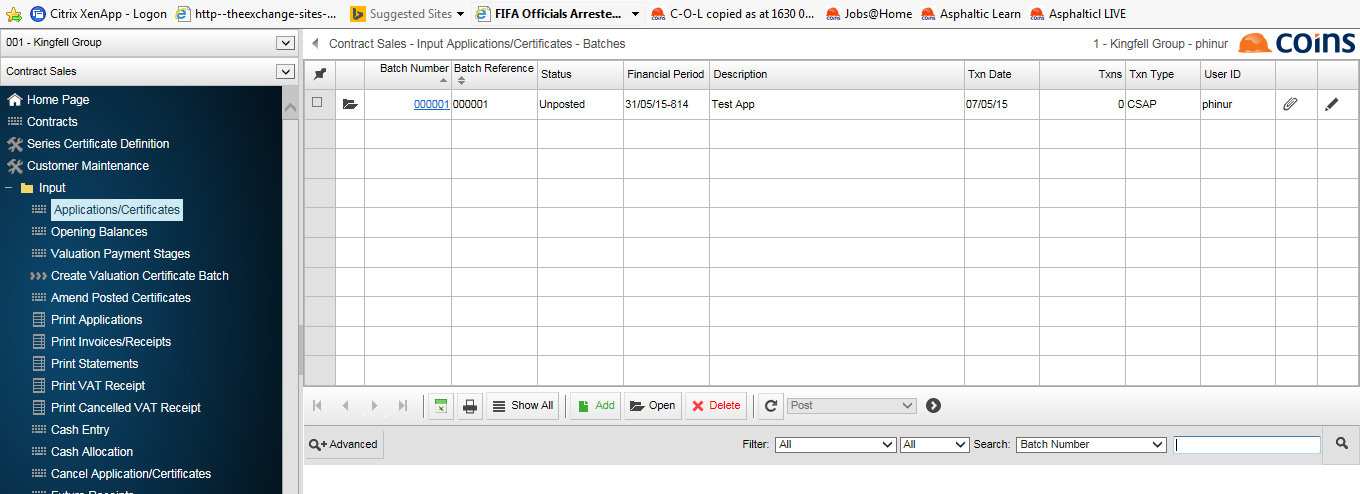 Citrix XenApp - Logon http--theexchange-sites-... Suggested Sites FIFA Officials Arreste... C-O-L copied as at 1630 0... Jobs@Home Asphaltic Learn AsphalticI LIVE
001 - Kingfell Group
Contract Sales
Home Page
Contracts
Series Certificate Definition
Customer Maintenance
Input
Applications/Certificates
Opening Balances
Valuation Payment Stages
Create Valuation Certificate Batch
Amend Posted Certificates
Print Applications
Print Invoices/Receipts
Print Statements
Print VAT Receipt
Print Cancelled VAT Receipt
Cash Entry
Cash Allocation
Cancel Application/Certificates
Future Receipts
Contract Sales - Input Applications/Certificates - Batches 1 - Kingfell Group - phinur coins
Batch Number Batch Reference Status Financial Period Description Txn Date Txns Txn Type User ID
000001 000001 Unposted 31/05/15-814 Test App 07/05/15 0 CSAP phinur
Show All Add Open Delete Post
Advanced Filter: All All Search: Batch Number